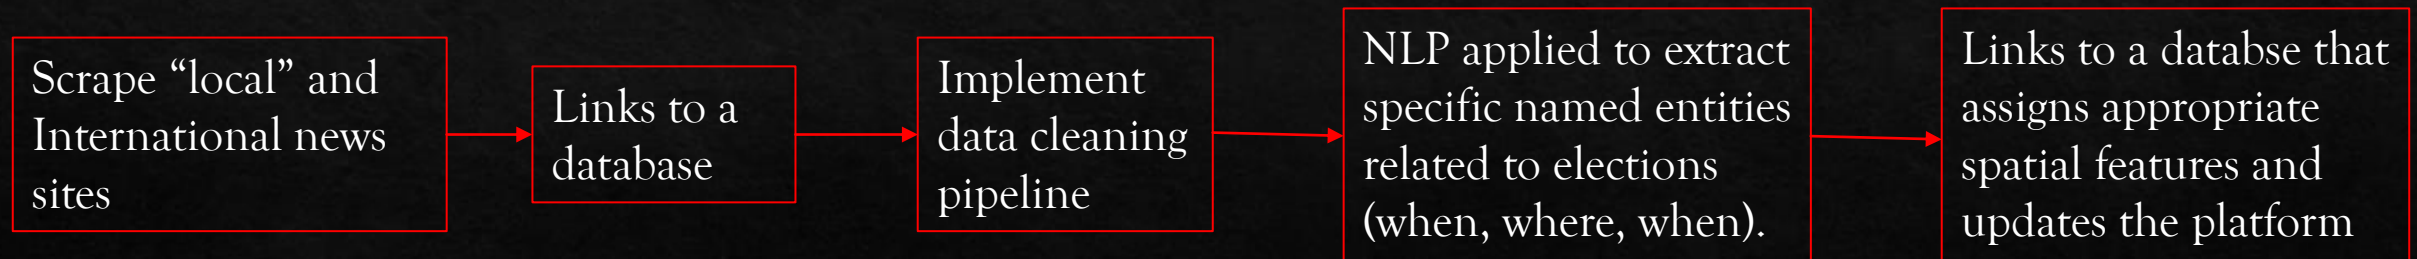 Scrape “local” and
International news
sites
Links to a
database
Implement
data cleaning
pipeline
NLP applied to extract
specific named entities
related to elections
(when, where, when).
Links to a databse that
assigns appropriate
spatial features and
updates the platform